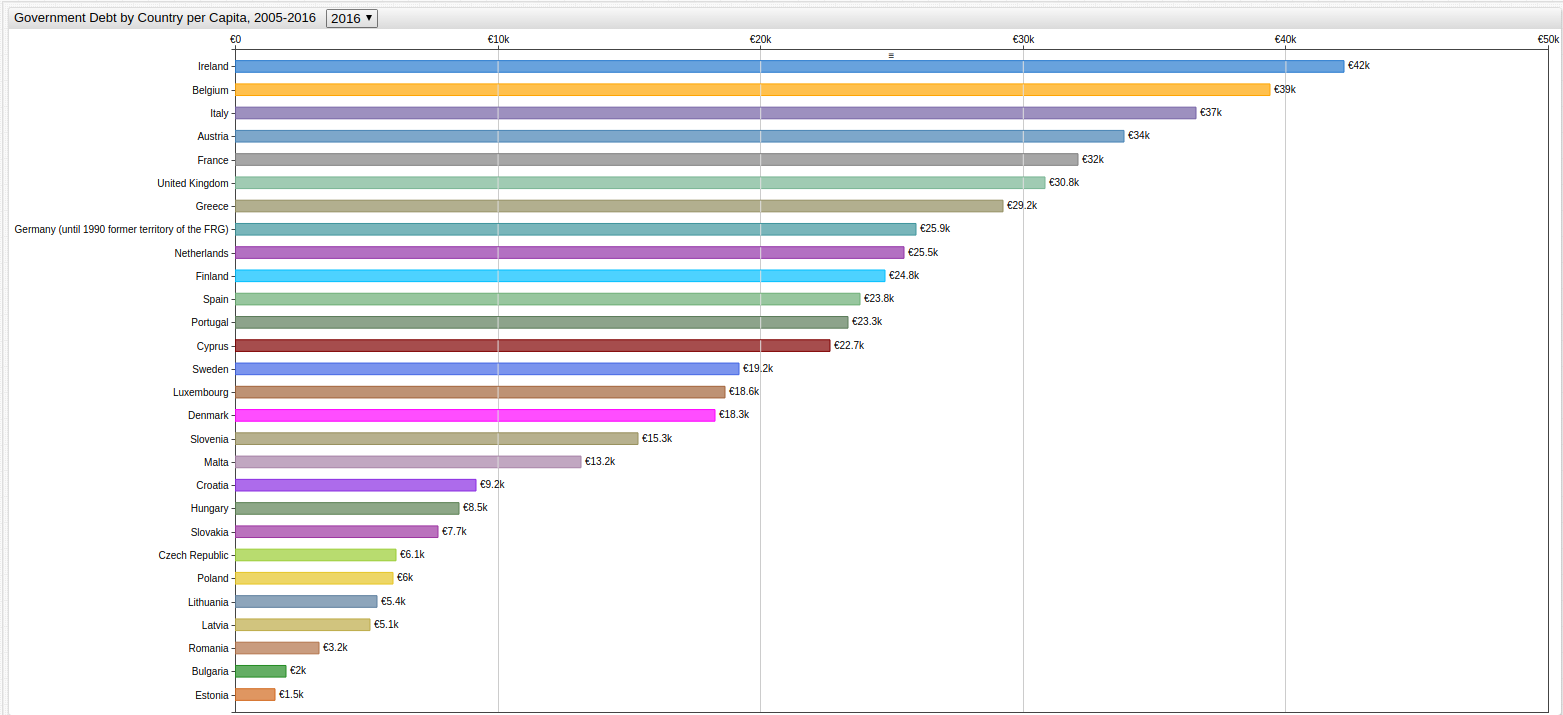 Government Debt by Country per Capita, 2005-2016 2016 ▼
€0 €10k €20k €30k €40k €50k
Ireland €42k
Belgium €39k
Italy €37k
Austria €34k
France €32k
United Kingdom €30.8k
Greece €29.2k
Germany (until 1990 former territory of the FRG) €25.9k
Netherlands €25.5k
Finland €24.8k
Spain €23.8k
Portugal €23.3k
Cyprus €22.7k
Sweden €19.2k
Luxembourg €18.6k
Denmark €18.3k
Slovenia €15.3k
Malta €13.2k
Croatia €9.2k
Hungary €8.5k
Slovakia €7.7k
Czech Republic €6.1k
Poland €6k
Lithuania €5.4k
Latvia €5.1k
Romania €3.2k
Bulgaria €2k
Estonia €1.5k